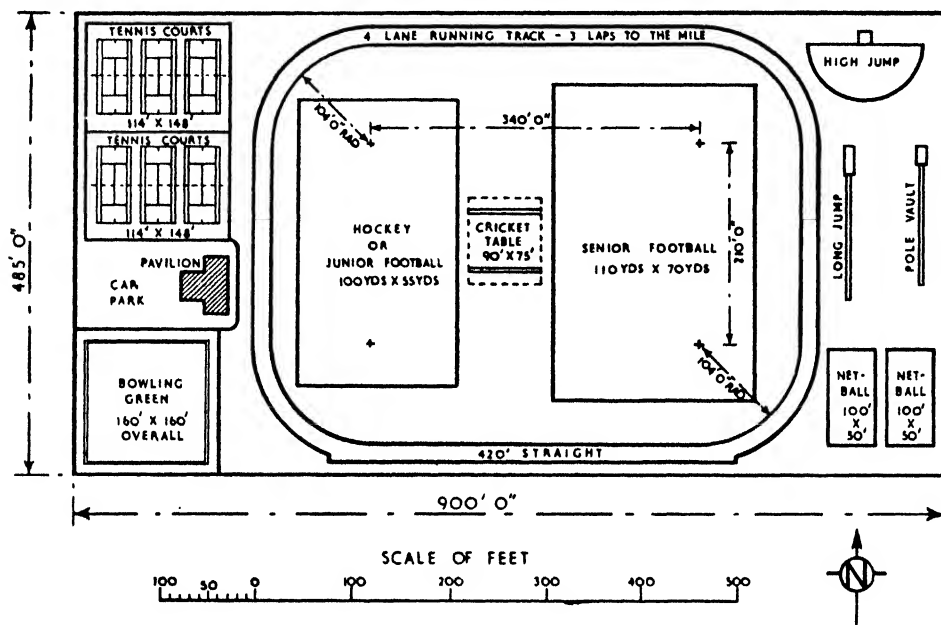 TENNIS COURTS
114' X 148'
TENNIS COURTS
114' X 148'
PAVILION
CAR
PARK
BOWLING
GREEN
160' X 160'
OVERALL
485' 0"
4 LANE RUNNING TRACK - 3 LAPS TO THE MILE
104'0" RAD
340' 0"
HOCKEY
OR
JUNIOR FOOTBALL
100YDS X 55YDS
CRICKET
TABLE
90' X 75'
SENIOR FOOTBALL
110YDS X 70YDS
210' 0"
104'0" RAD
420' STRAIGHT
HIGH JUMP
LONG JUMP
POLE VAULT
NET-
BALL
100'
X
50'
NET-
BALL
100'
X
50'
900' 0"
SCALE OF FEET
100 50 0 100 200 300 400 500
N